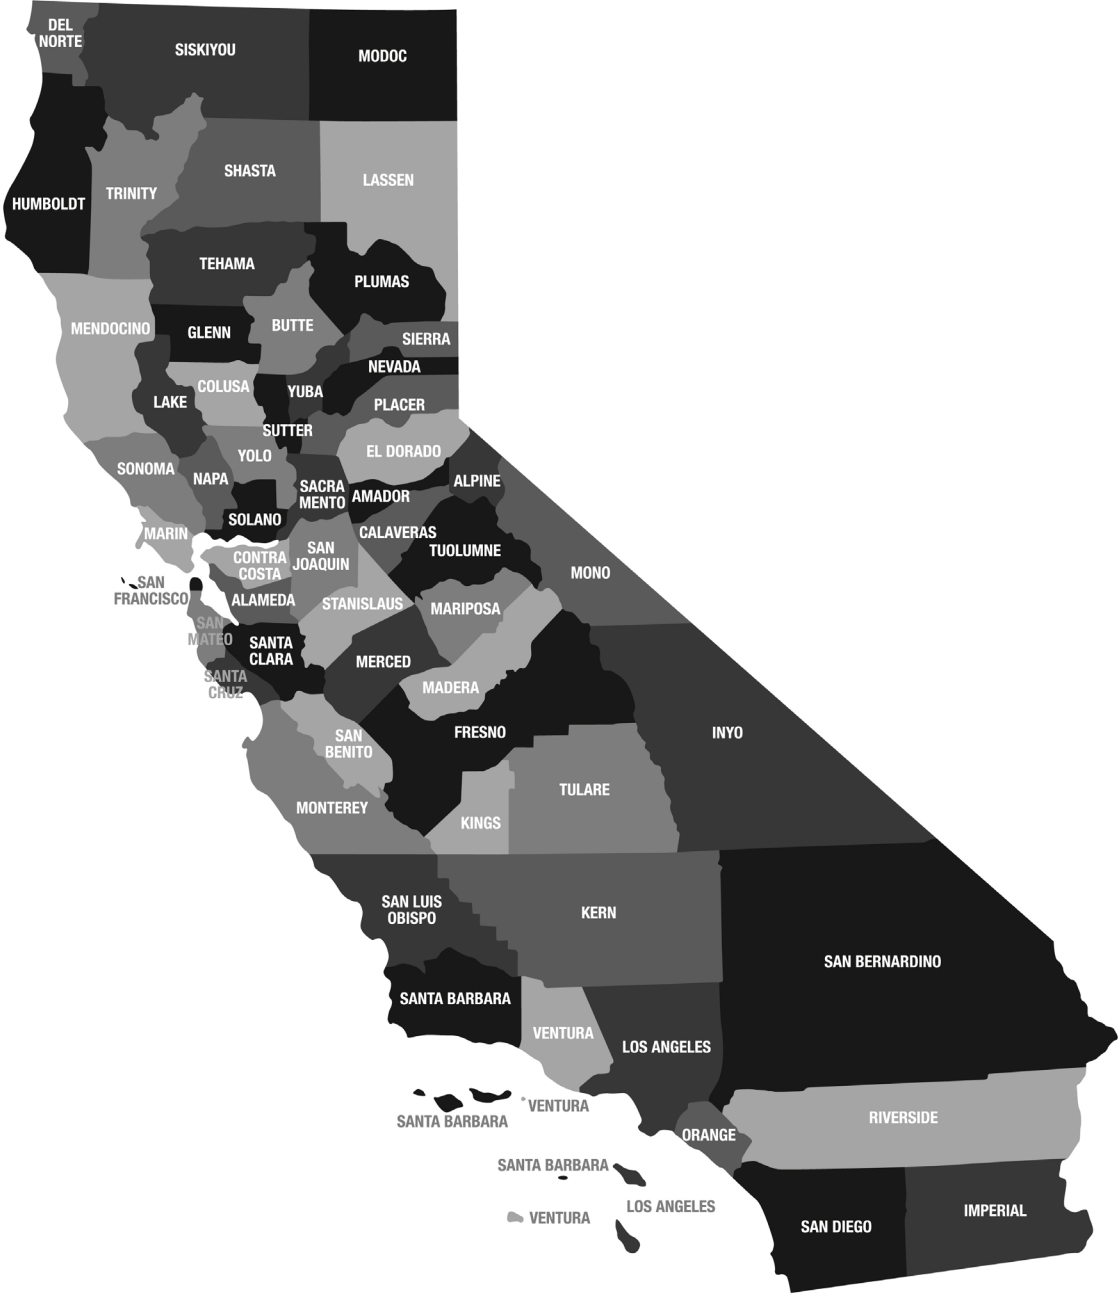 DEL
NORTE
SISKIYOU
MODOC
HUMBOLDT
TRINITY
SHASTA
LASSEN
TEHAMA
PLUMAS
MENDOCINO
GLENN
BUTTE
SIERRA
NEVADA
COLUSA
YUBA
LAKE
PLACER
SUTTER
EL DORADO
YOLO
SONOMA
NAPA
SACRA
MENTO
AMADOR
ALPINE
SOLANO
MARIN
CALAVERAS
TUOLUMNE
CONTRA
COSTA
SAN
JOAQUIN
MONO
SAN
FRANCISCO
ALAMEDA
STANISLAUS
MARIPOSA
SAN
MATEO
SANTA
CLARA
MERCED
SANTA
CRUZ
MADERA
FRESNO
INYO
SAN
BENITO
TULARE
MONTEREY
KINGS
SAN LUIS
OBISPO
KERN
SAN BERNARDINO
SANTA BARBARA
VENTURA
LOS ANGELES
VENTURA
SANTA BARBARA
RIVERSIDE
ORANGE
SANTA BARBARA
LOS ANGELES
VENTURA
SAN DIEGO
IMPERIAL